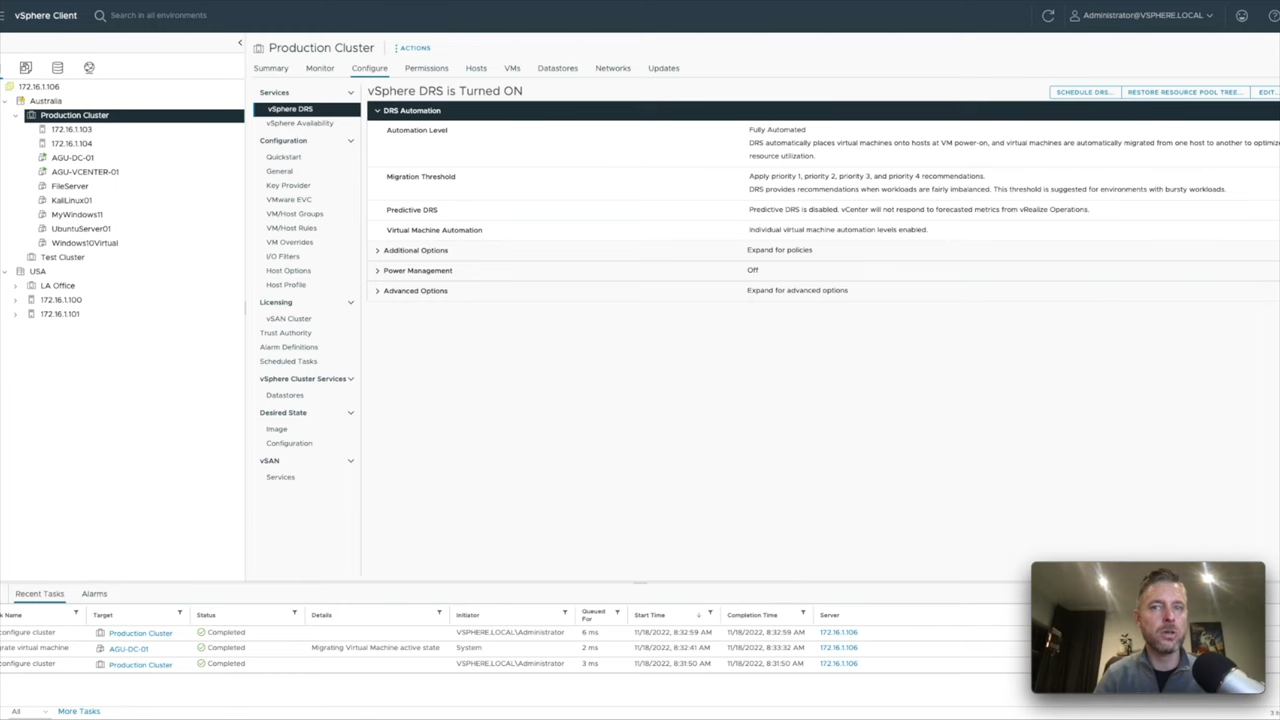 vSphere Client
Search in all environments
Administrator@VSPHERE.LOCAL
172.16.1.106
Australia
Production Cluster
172.16.1.103
172.16.1.104
AGU-DC-01
AGU-VCENTER-01
FileServer
KaliLinux01
MyWindows11
UbuntuServer01
Windows10Virtual
Test Cluster
USA
LA Office
172.16.1.100
172.16.1.101
Production Cluster
ACTIONS
Summary Monitor Configure Permissions Hosts VMs Datastores Networks Updates
Services
vSphere DRS
vSphere Availability
Configuration
Quickstart
General
Key Provider
VMware EVC
VM/Host Groups
VM/Host Rules
VM Overrides
I/O Filters
Host Options
Host Profile
Licensing
vSAN Cluster
Trust Authority
Alarm Definitions
Scheduled Tasks
vSphere Cluster Services
Datastores
Desired State
Image
Configuration
vSAN
Services
vSphere DRS is Turned ON
SCHEDULE DRS... RESTORE RESOURCE POOL TREE... EDIT...
DRS Automation
Automation Level Fully Automated
DRS automatically places virtual machines onto hosts at VM power-on, and virtual machines are automatically migrated from one host to another to optimiz
resource utilization.
Migration Threshold Apply priority 1, priority 2, priority 3, and priority 4 recommendations.
DRS provides recommendations when workloads are fairly imbalanced. This threshold is suggested for environments with bursty workloads.
Predictive DRS Predictive DRS is disabled. vCenter will not respond to forecasted metrics from vRealize Operations.
Virtual Machine Automation Individual virtual machine automation levels enabled.
Additional Options Expand for policies
Power Management Off
Advanced Options Expand for advanced options
Recent Tasks Alarms
k Name Target Status Details Initiator Queued For Start Time Completion Time Server
configure cluster Production Cluster Completed VSPHERE.LOCAL\Administrator 6 ms 11/18/2022, 8:32:59 AM 11/18/2022, 8:32:59 AM 172.16.1.106
grate virtual machine AGU-DC-01 Completed Migrating Virtual Machine active state System 2 ms 11/18/2022, 8:32:41 AM 11/18/2022, 8:33:32 AM 172.16.1.106
configure cluster Production Cluster Completed VSPHERE.LOCAL\Administrator 3 ms 11/18/2022, 8:31:50 AM 11/18/2022, 8:31:50 AM 172.16.1.106
All More Tasks